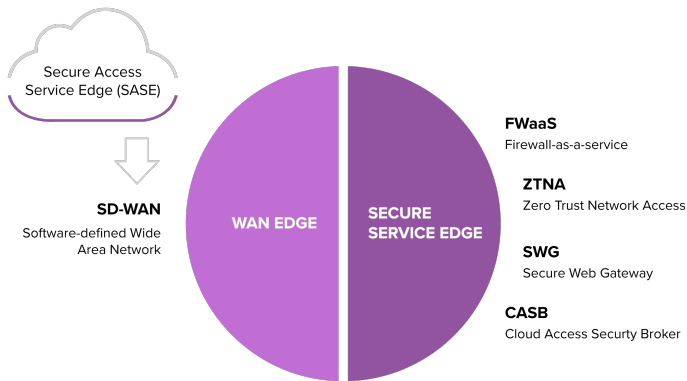 Secure Access
Service Edge (SASE)
SD-WAN
Software-defined Wide
Area Network
WAN EDGE
SECURE
SERVICE EDGE
FWaaS
Firewall-as-a-service
ZTNA
Zero Trust Network Access
SWG
Secure Web Gateway
CASB
Cloud Access Securty Broker